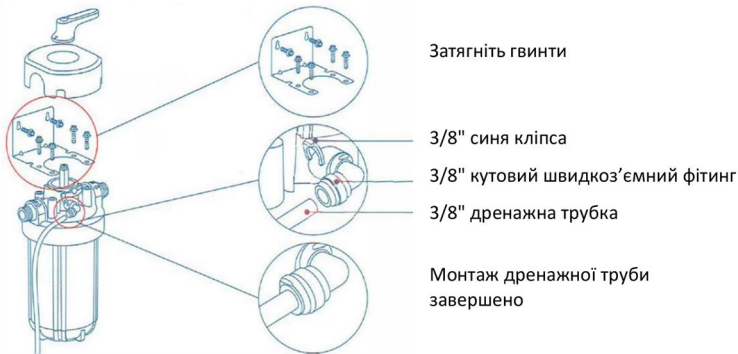 Затягніть гвинти
3/8" синя кліпса
3/8" кутовий швидкоз’ємний фітинг
3/8" дренажна трубка
Монтаж дренажної труби
завершено